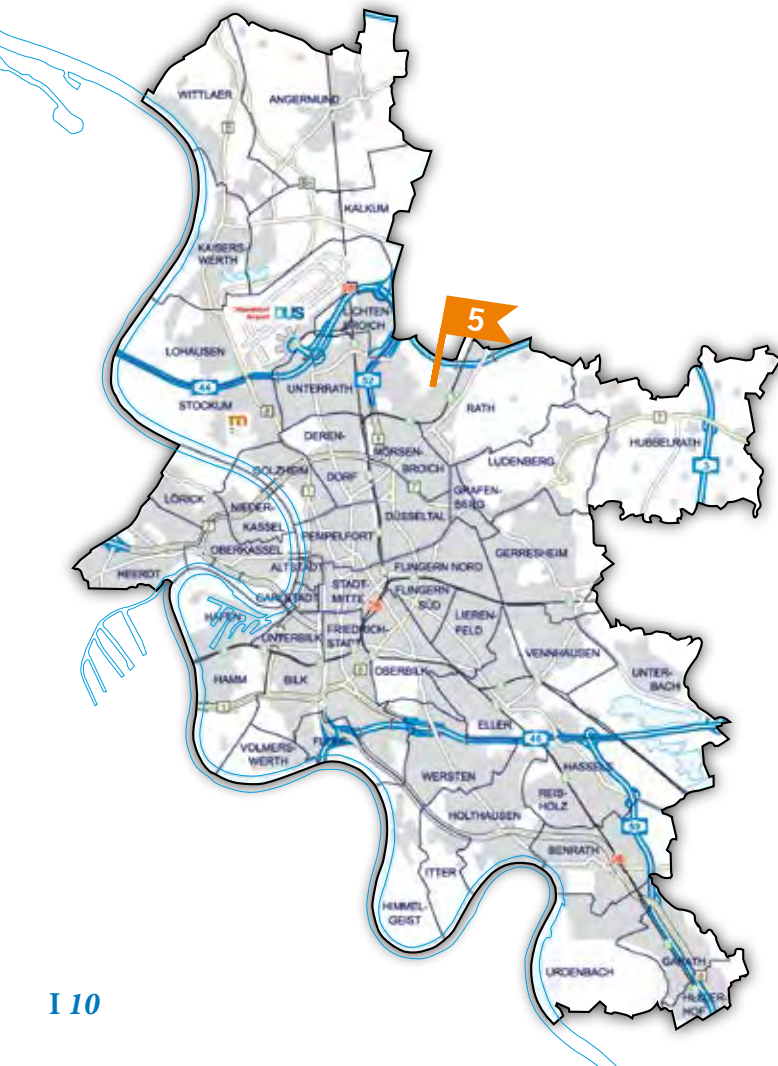 WITTLAER
ANGERMUND
KALKUM
KAISERS-
WERTH
DUS
LICHTEN-
BROICH
5
LOHAUSEN
44
52
UNTERRATH
STOCKUM
RATH
DEREN-
DORF
MÖRSEN-
BROICH
HUBBELRATH
3
LUDENBERG
GOLZHEIM
GRAFEN-
BERG
LÖRICK
NIEDER-
KASSEL
DÜSSELTAL
PEMPELFORT
OBERKASSEL
GERRESHEIM
ALTSTADT
FLINGERN NORD
HEERDT
STADT-
MITTE
FLINGERN
SÜD
CARLSTADT
HAFEN
LIEREN-
FELD
UNTERBILK
FRIEDRICH-
STADT
VENNHAUSEN
OBERBILK
UNTER-
BACH
HAMM
BILK
ELLER
46
VOLMERS-
WERTH
HASSELS
WERSTEN
REIS-
HOLZ
HOLTHAUSEN
59
BENRATH
ITTER
HIMMEL-
GEIST
URDENBACH
GARATH
HOF
I 10